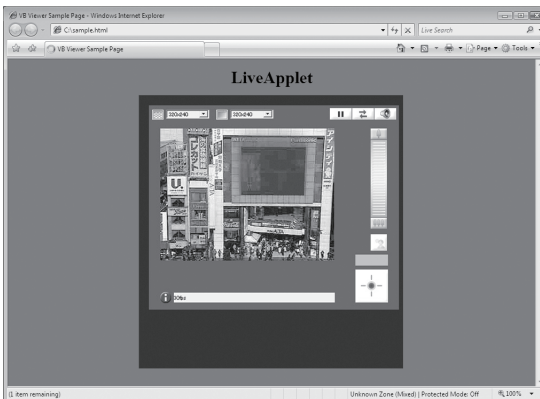 VB Viewer Sample Page - Windows Internet Explorer
C:\sample.html
Live Search
VB Viewer Sample Page
Page
Tools
LiveApplet
320x240
320x240
U.
30fps
(1 item remaining)
Unknown Zone (Mixed) | Protected Mode: Off
100%